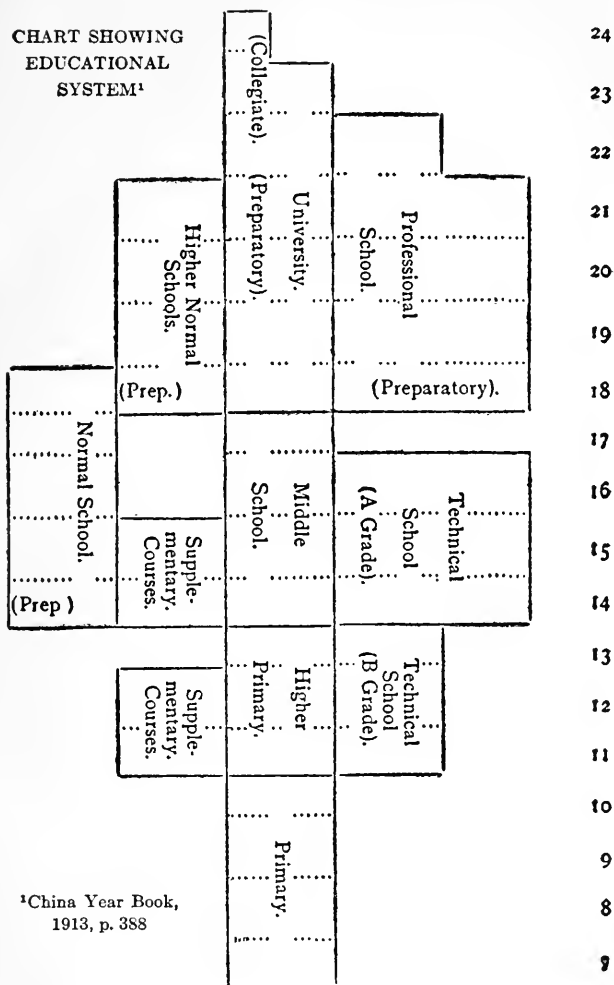 CHART SHOWING
EDUCATIONAL
SYSTEM¹
(Collegiate).
(Preparatory).
University.
Professional
School.
(Preparatory).
Higher Normal
Schools.
(Prep.)
Normal School.
(Prep )
Supple-
mentary.
Courses.
Middle
School.
Technical
School
(A Grade).
Supple-
mentary.
Courses.
Higher
Primary.
Technical
School
(B Grade).
Primary.
24
23
22
21
20
19
18
17
16
15
14
13
12
11
10
9
8
¹China Year Book,
1913, p. 388